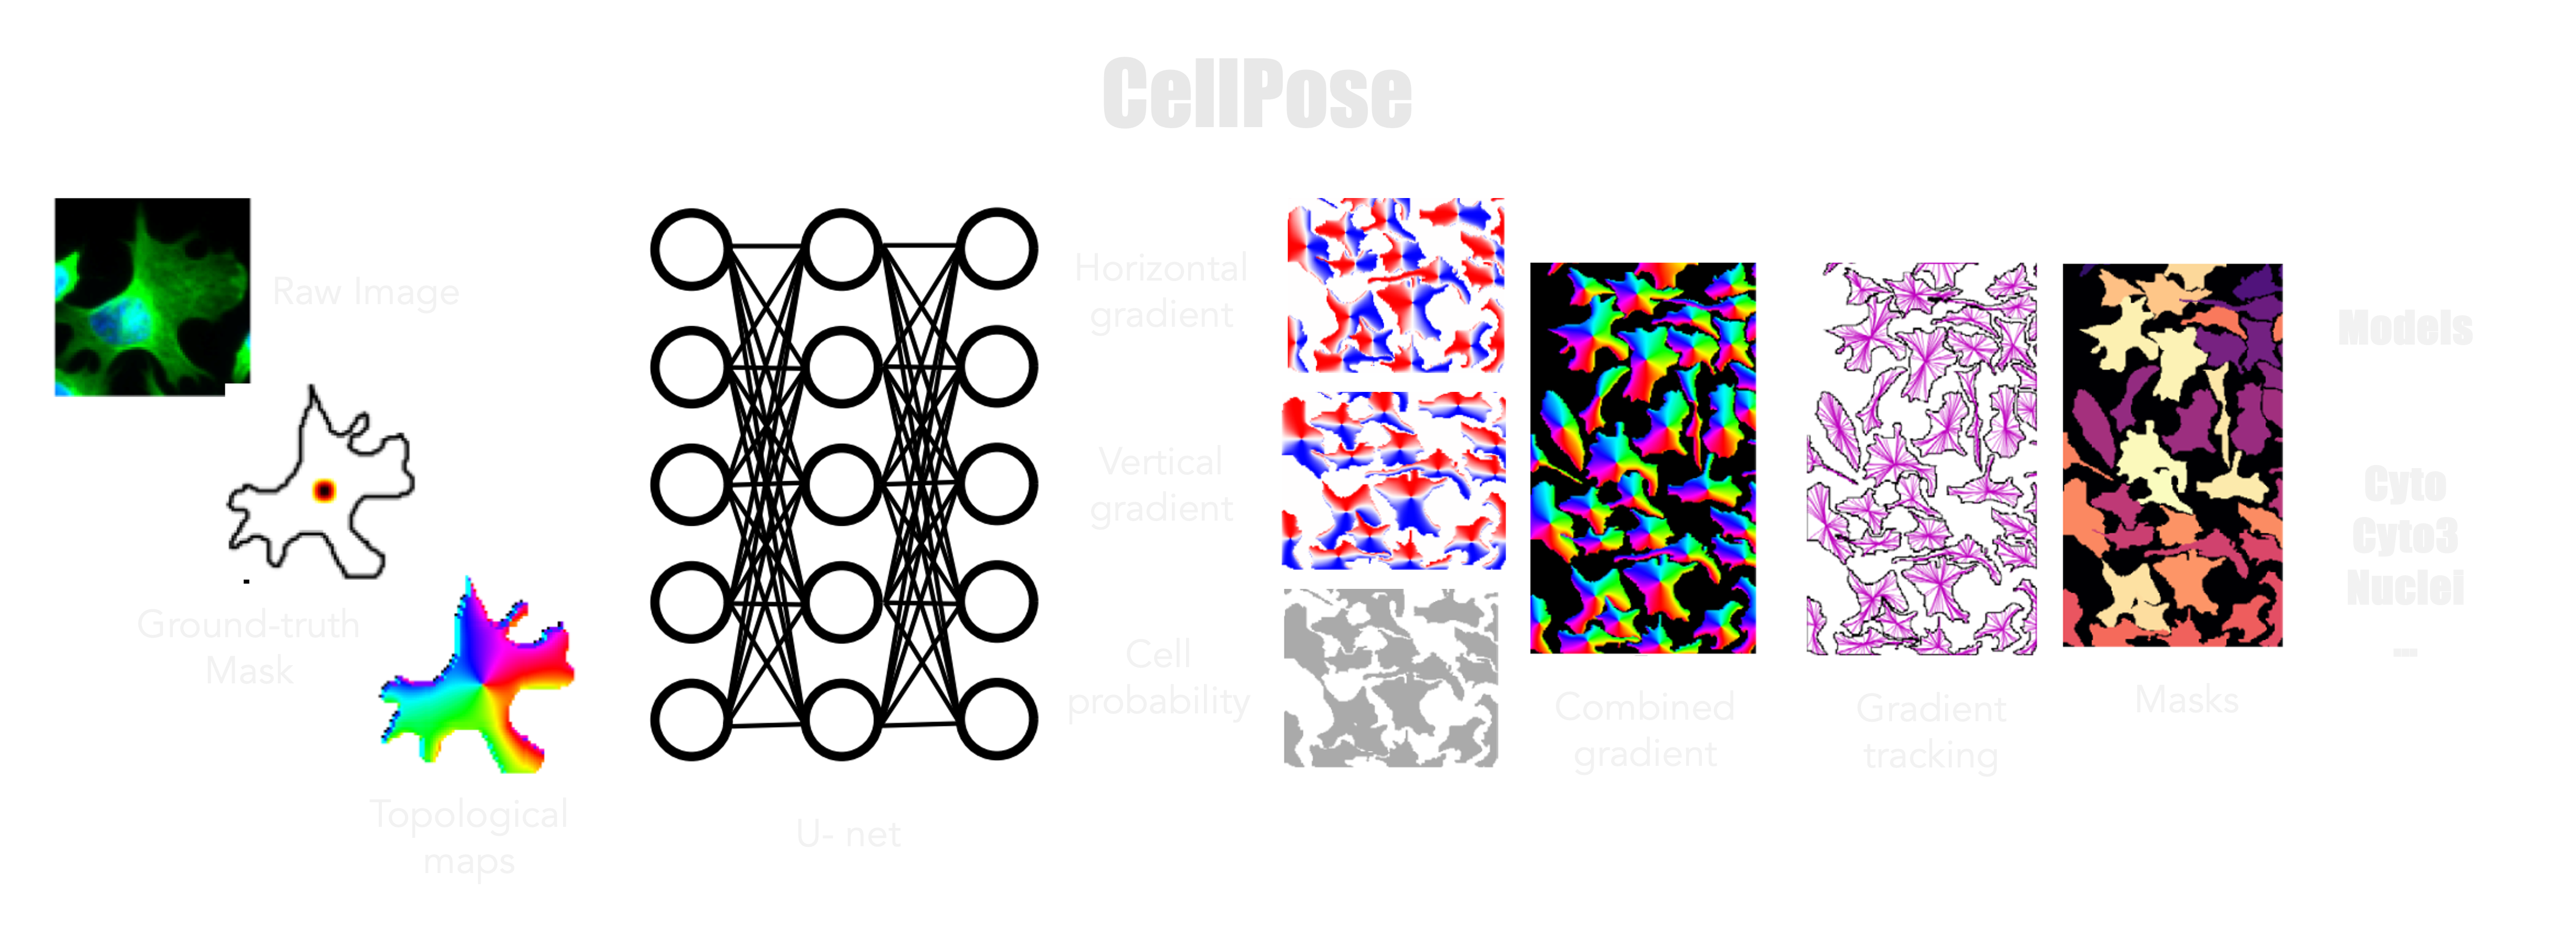 CellPose
Raw Image
Ground-truth
Mask
Topological
maps
U- net
Horizontal
gradient
Vertical
gradient
Cell
probability
Combined
gradient
Gradient
tracking
Masks
Models
Cyto
Cyto3
Nuclei
--